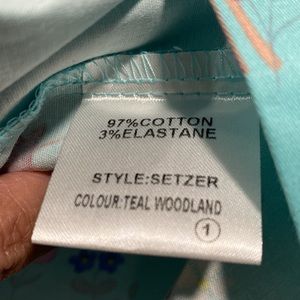 97%COTTON
3%ELASTANE
STYLE:SETZER
COLOUR:TEAL WOODLAND
1